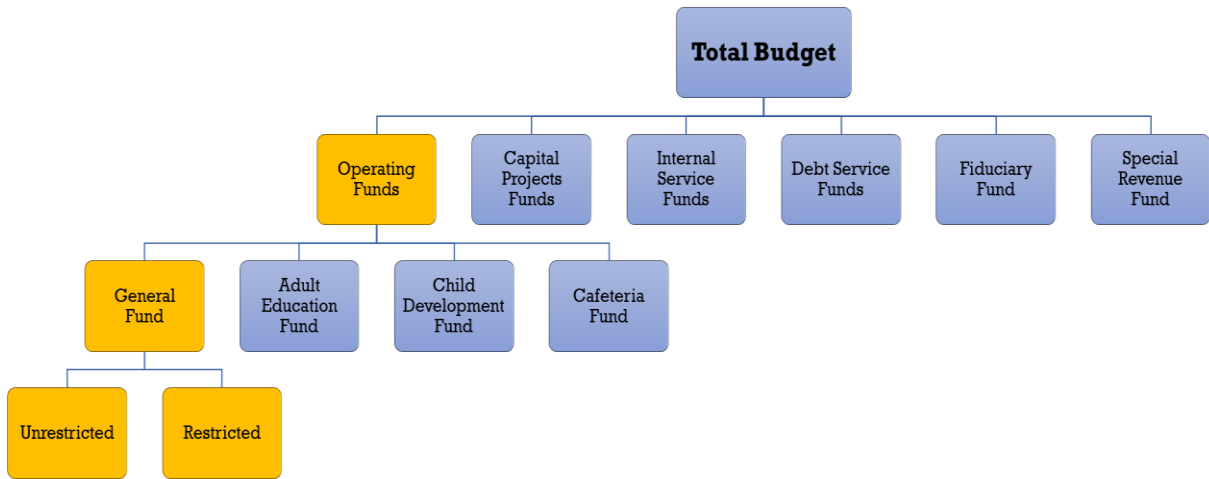 Total Budget
Operating
Funds
Capital
Projects
Funds
Internal
Service
Funds
Debt Service
Funds
Fiduciary
Fund
Special
Revenue
Fund
General
Fund
Adult
Education
Fund
Child
Development
Fund
Cafeteria
Fund
Unrestricted
Restricted